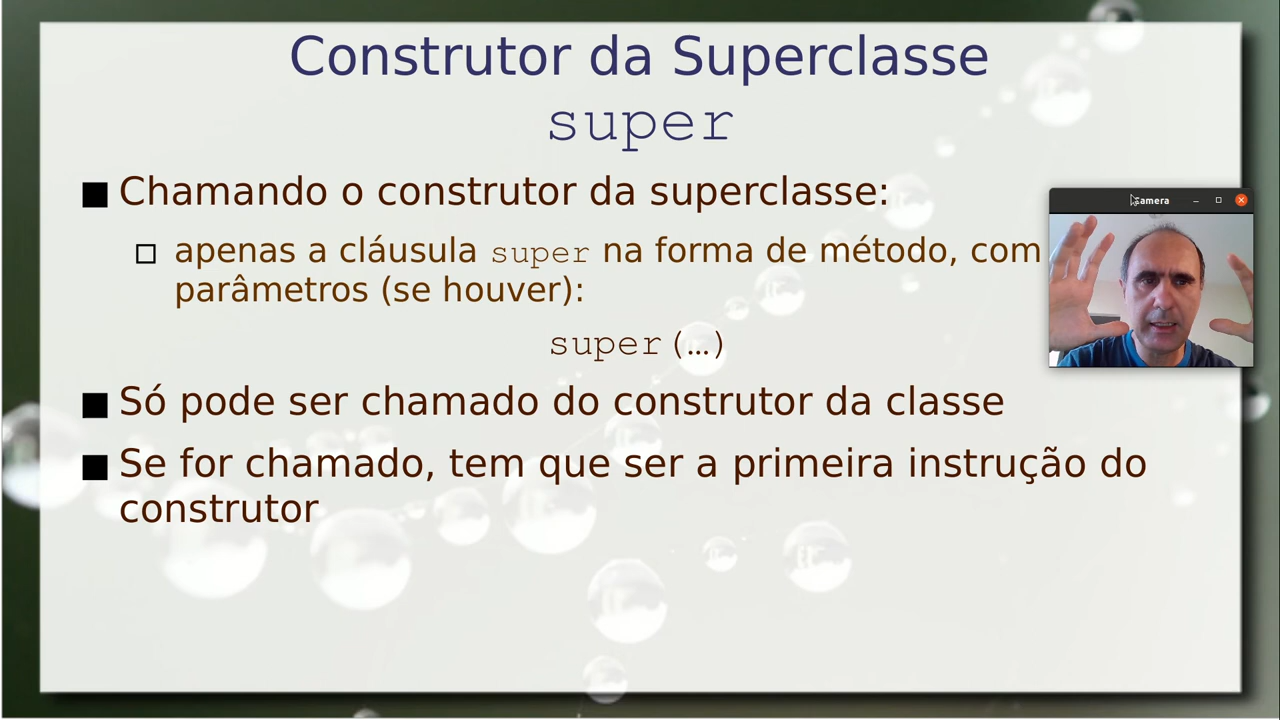 Construtor da Superclasse
super
Chamando o construtor da superclasse:
apenas a cláusula super na forma de método, com
parâmetros (se houver):
super(…)
Só pode ser chamado do construtor da classe
Se for chamado, tem que ser a primeira instrução do
construtor